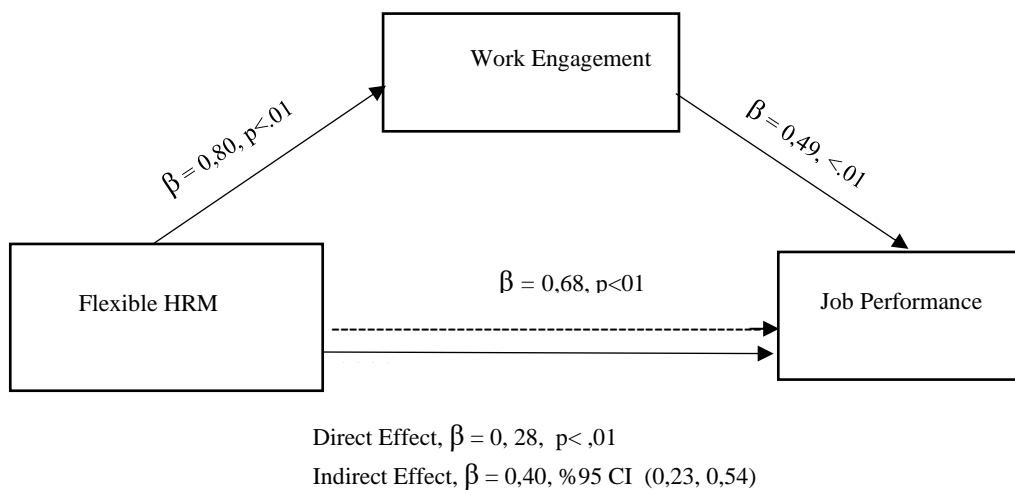 Work Engagement
β = 0,80, p<.01
β = 0,49, <.01
β = 0,68, p<01
Flexible HRM
Job Performance
Direct Effect, β = 0, 28,  p< ,01
Indirect Effect, β = 0,40, %95 CI  (0,23, 0,54)